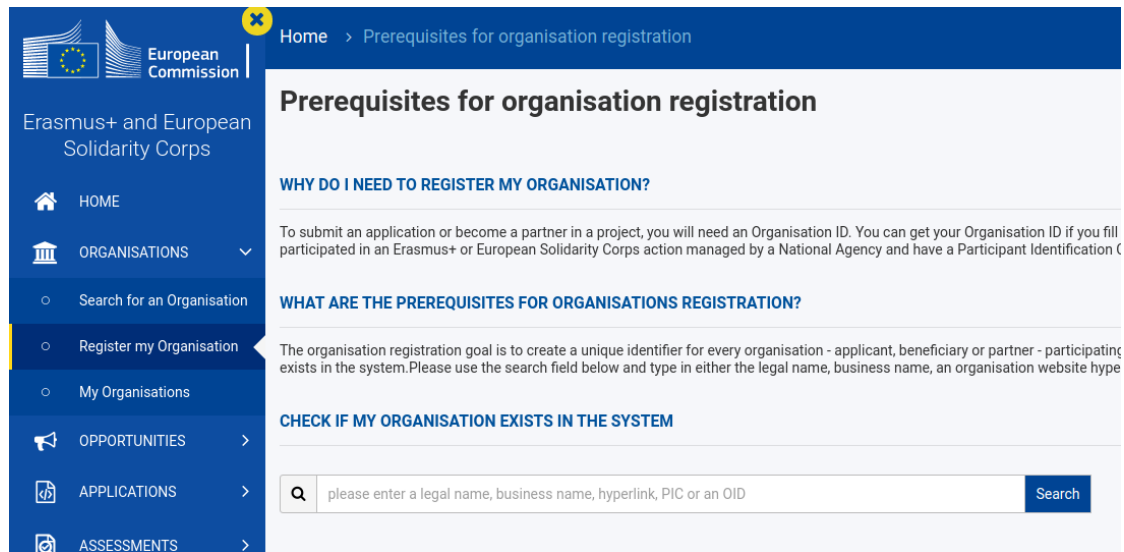 European
Commission
Erasmus+ and European
Solidarity Corps
HOME
ORGANISATIONS
Search for an Organisation
Register my Organisation
My Organisations
OPPORTUNITIES
APPLICATIONS
ASSESSMENTS
Home > Prerequisites for organisation registration
Prerequisites for organisation registration
WHY DO I NEED TO REGISTER MY ORGANISATION?
To submit an application or become a partner in a project, you will need an Organisation ID. You can get your Organisation ID if you fill
participated in an Erasmus+ or European Solidarity Corps action managed by a National Agency and have a Participant Identification
WHAT ARE THE PREREQUISITES FOR ORGANISATIONS REGISTRATION?
The organisation registration goal is to create a unique identifier for every organisation - applicant, beneficiary or partner - participating
exists in the system.Please use the search field below and type in either the legal name, business name, an organisation website hype
CHECK IF MY ORGANISATION EXISTS IN THE SYSTEM
please enter a legal name, business name, hyperlink, PIC or an OID
Search